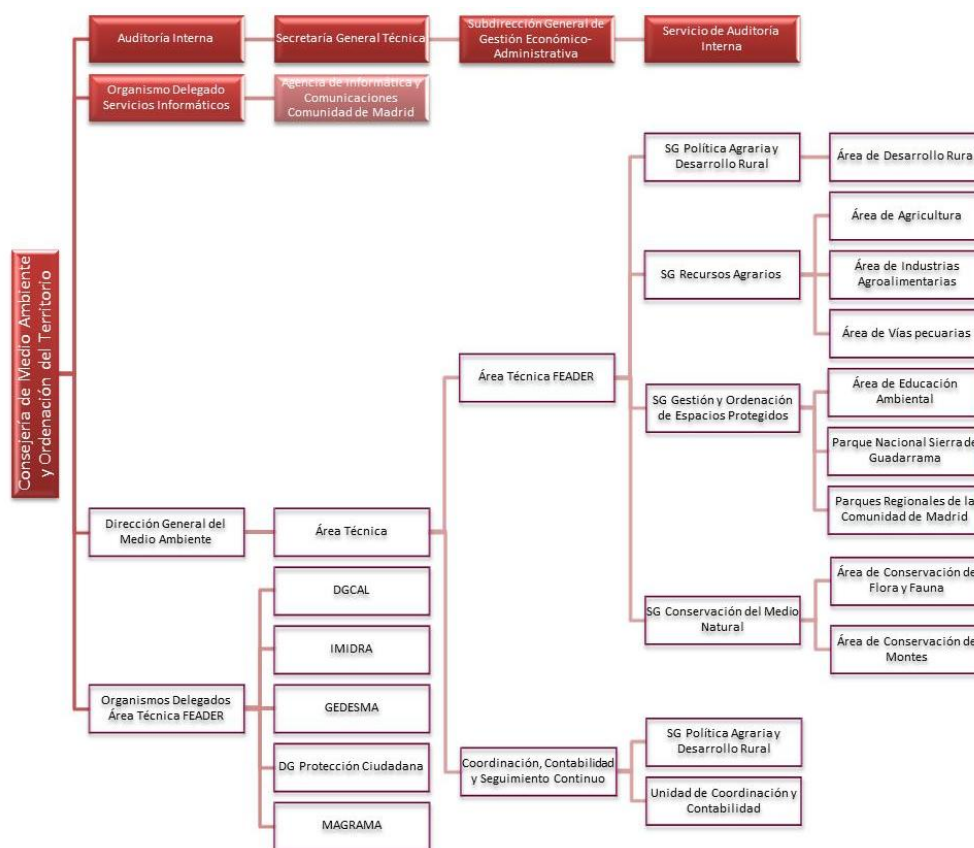 Consejería de Medio Ambiente
y Ordenación del Territorio
Auditoría Interna
Secretaría General Técnica
Subdirección General de
Gestión Económico-
Administrativa
Servicio de Auditoría
Interna
Organismo Delegado
Servicios Informáticos
Agencia de Informática y
Comunicaciones
Comunidad de Madrid
Dirección General del
Medio Ambiente
Área Técnica
Área Técnica FEADER
SG Política Agraria y
Desarrollo Rural
Área de Desarrollo Rural
SG Recursos Agrarios
Área de Agricultura
Área de Industrias
Agroalimentarias
Área de Vías pecuarias
SG Gestión y Ordenación
de Espacios Protegidos
Área de Educación
Ambiental
Parque Nacional Sierra de
Guadarrama
Parques Regionales de la
Comunidad de Madrid
SG Conservación del Medio
Natural
Área de Conservación de
Flora y Fauna
Área de Conservación de
Montes
Coordinación, Contabilidad
y Seguimiento Continuo
SG Política Agraria y
Desarrollo Rural
Unidad de Coordinación y
Contabilidad
Organismos Delegados
Área Técnica FEADER
DGCAL
IMIDRA
GEDESMA
DG Protección Ciudadana
MAGRAMA